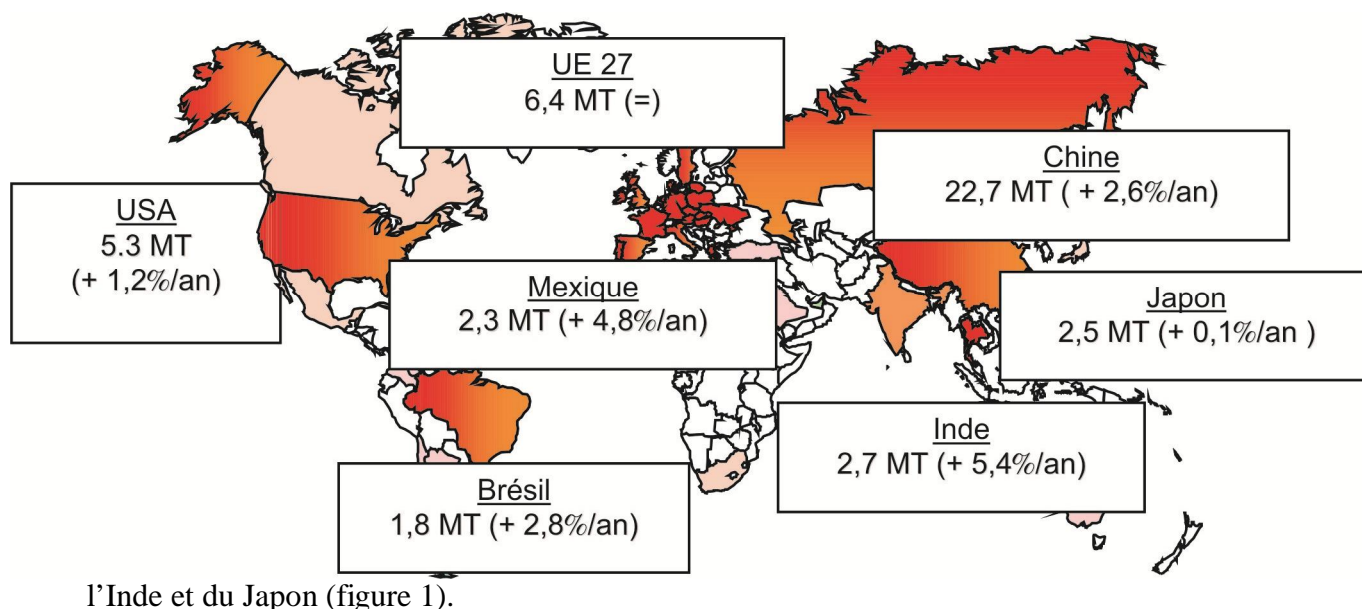 UE 27
6,4 MT (=)
Chine
22,7 MT ( + 2,6%/an)
USA
5.3 MT
(+ 1,2%/an)
Mexique
2,3 MT (+ 4,8%/an)
Japon
2,5 MT (+ 0,1%/an )
Inde
2,7 MT (+ 5,4%/an)
Brésil
1,8 MT (+ 2,8%/an)
l’Inde et du Japon (figure 1).